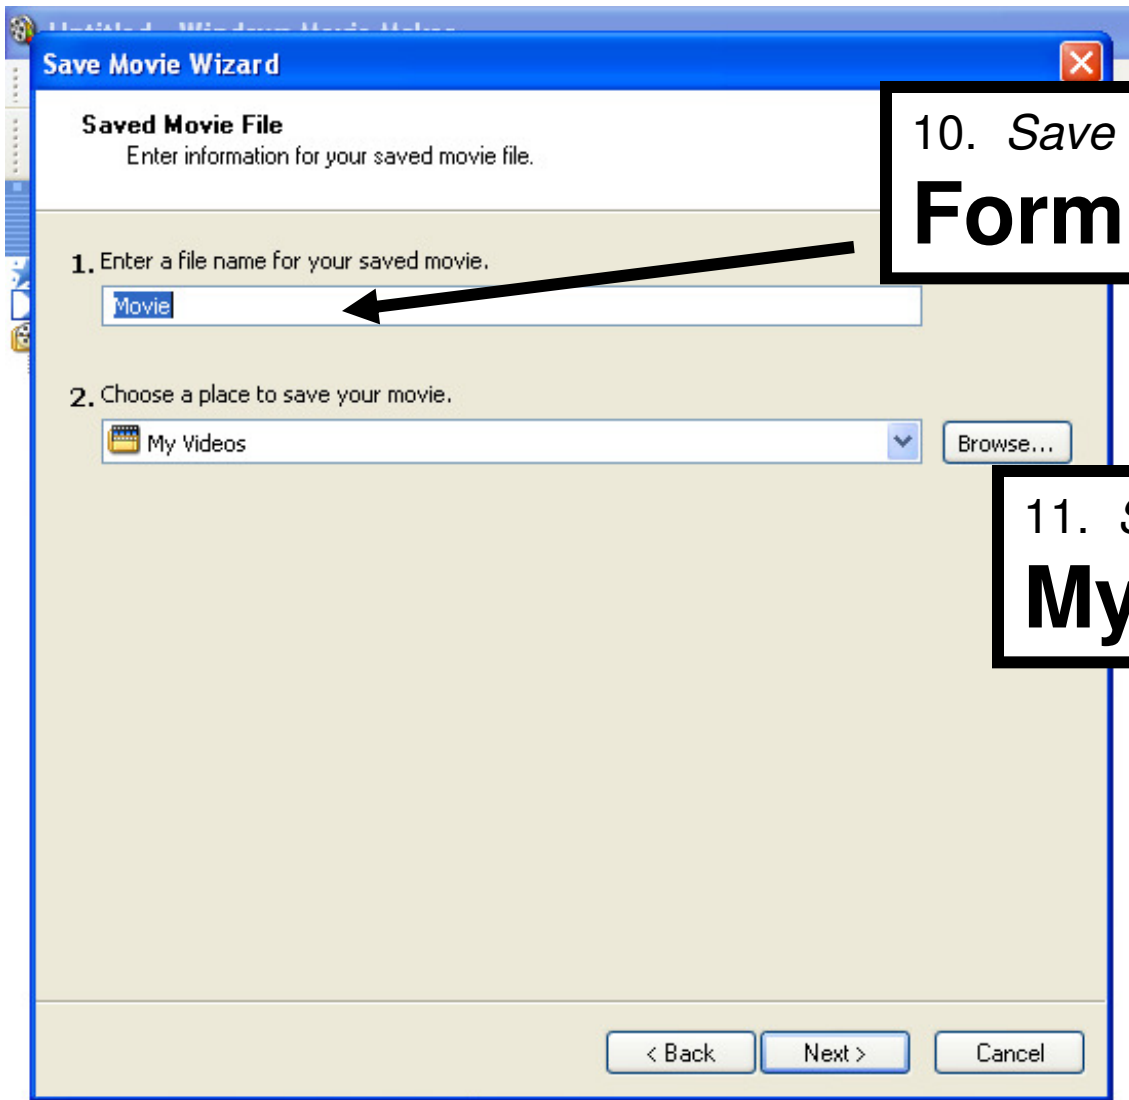 Save Movie Wizard
Saved Movie File
Enter information for your saved movie file.
10. Save
Form
1. Enter a file name for your saved movie.
Movie
2. Choose a place to save your movie.
My Videos
Browse...
11.
My
< Back Next > Cancel